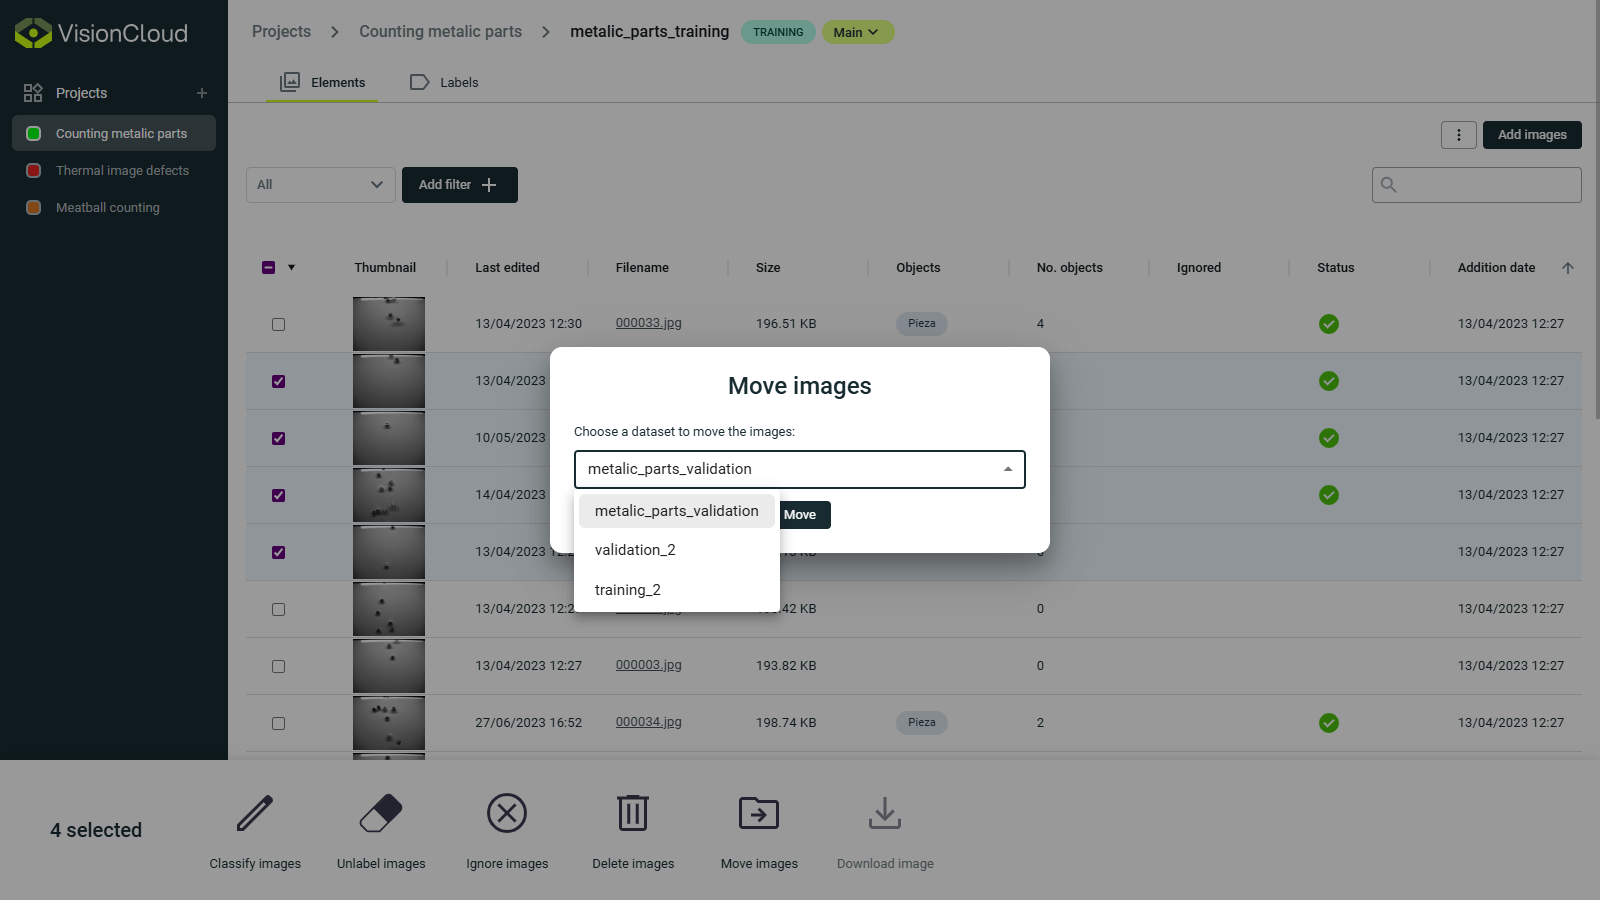 VisionCloud
Projects
Counting metalic parts
Thermal image defects
Meatball counting
Projects > Counting metalic parts > metalic_parts_training TRAINING Main
Elements Labels
Add images
All Add filter
Thumbnail Last edited Filename Size Objects No. objects Ignored Status Addition date
13/04/2023 12:30 000033.jpg 196.51 KB Pieza 4 13/04/2023 12:27
13/04/2023 13/04/2023 12:27
10/05/2023 13/04/2023 12:27
14/04/2023 13/04/2023 12:27
13/04/2023 13/04/2023 12:27
13/04/2023 .42 KB 0 13/04/2023 12:27
13/04/2023 12:27 000003.jpg 193.82 KB 0 13/04/2023 12:27
27/06/2023 16:52 000034.jpg 198.74 KB Pieza 2 13/04/2023 12:27
Move images
Choose a dataset to move the images:
metalic_parts_validation
metalic_parts_validation
validation_2
training_2
Move
4 selected
Classify images Unlabel images Ignore images Delete images Move images Download image